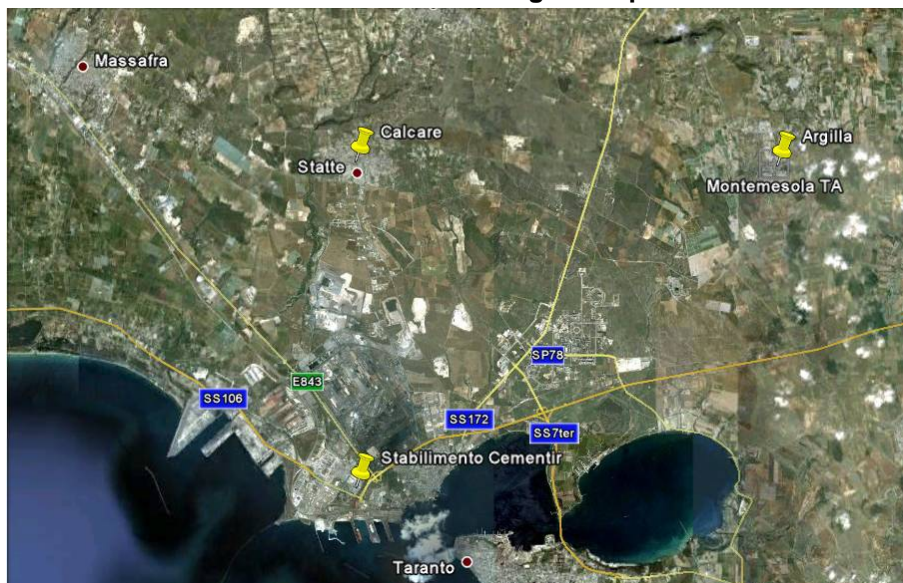 Massafra
Calcare
Argilla
Statte
Montemesola TA
SP78
E843
SS106
SS172
SS7ter
Stabilimento Cementir
Taranto